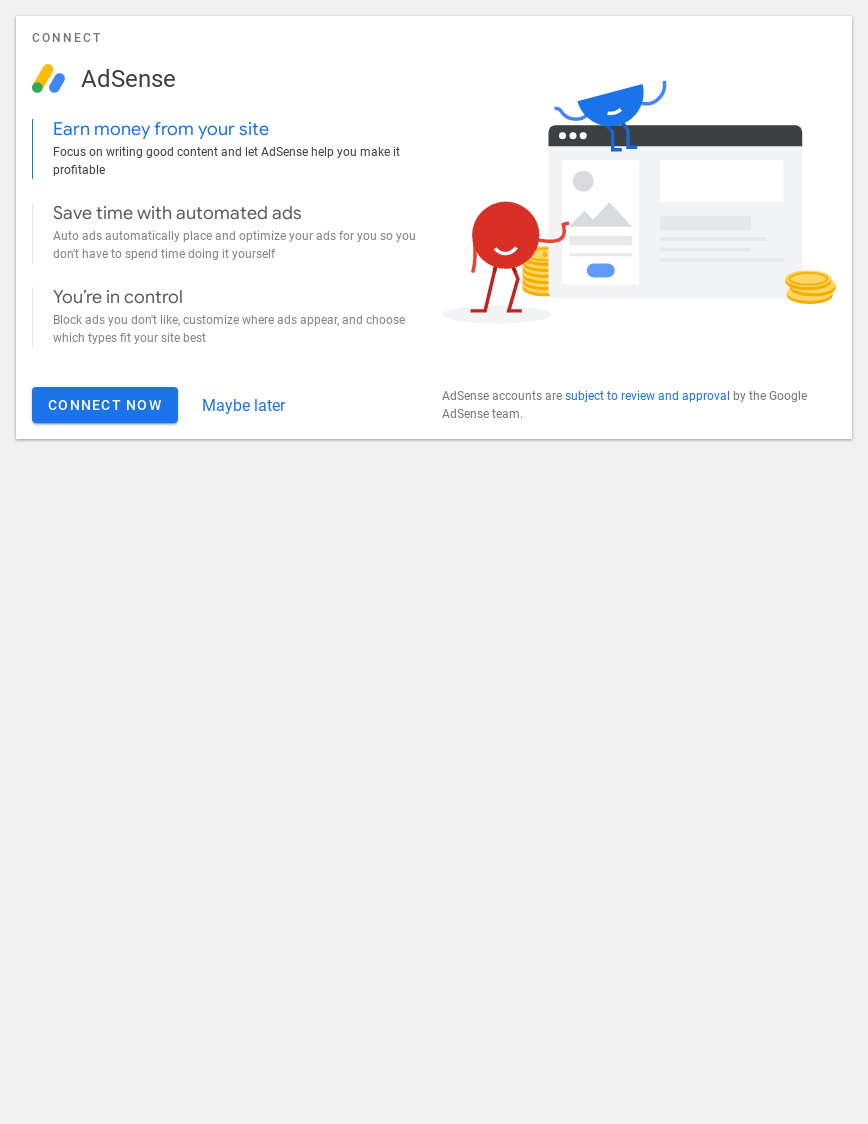 CONNECT
AdSense
Earn money from your site
Focus on writing good content and let AdSense help you make it
profitable
Save time with automated ads
Auto ads automatically place and optimize your ads for you so you
don't have to spend time doing it yourself
You’re in control
Block ads you don't like, customize where ads appear, and choose
which types fit your site best
CONNECT NOW
Maybe later
AdSense accounts are subject to review and approval by the Google
AdSense team.